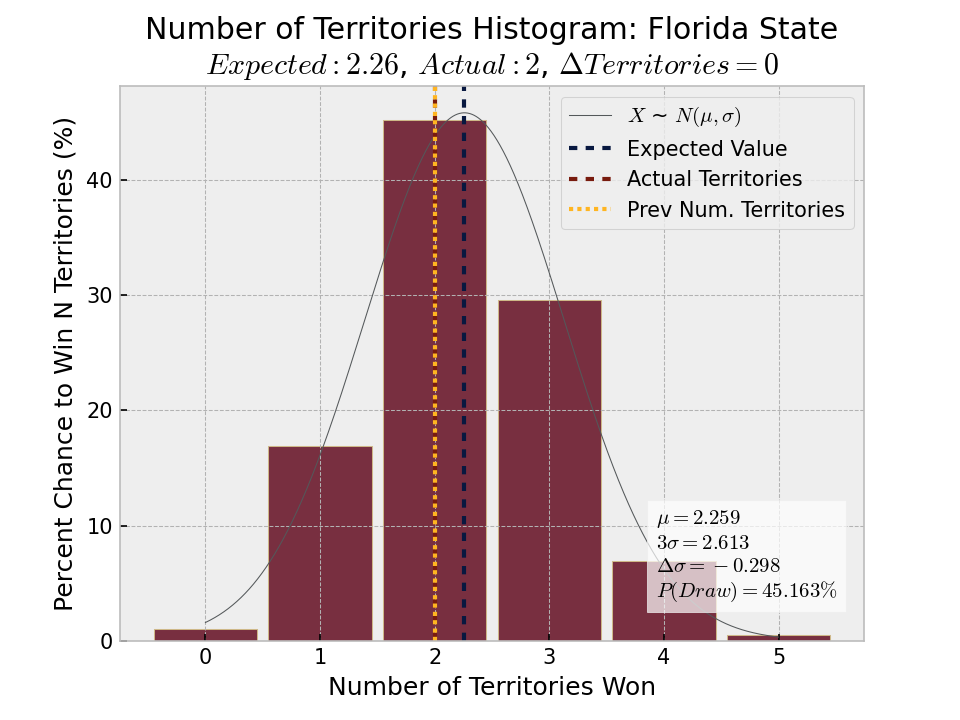 Number of Territories Histogram: Florida State
Expected : 2.26, Actual : 2, ΔTerritories = 0
Percent Chance to Win N Territories (%)
40
30
20
10
0
X ~ N(μ, σ)
Expected Value
Actual Territories
Prev Num. Territories
μ = 2.259
3σ = 2.613
Δσ = −0.298
P(Draw) = 45.163%
0 1 2 3 4 5
Number of Territories Won